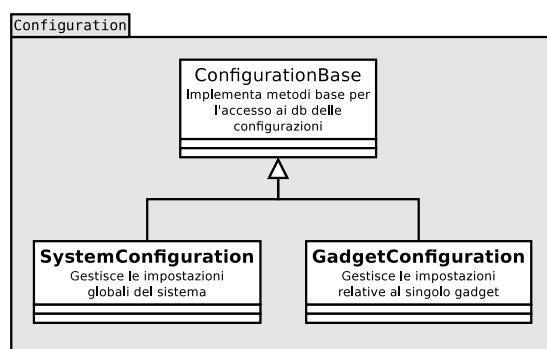 Configuration
ConfigurationBase
Implementa metodi base per
l'accesso ai db delle
configurazioni
SystemConfiguration
Gestisce le impostazioni
globali del sistema
GadgetConfiguration
Gestisce le impostazioni
relative al singolo gadget